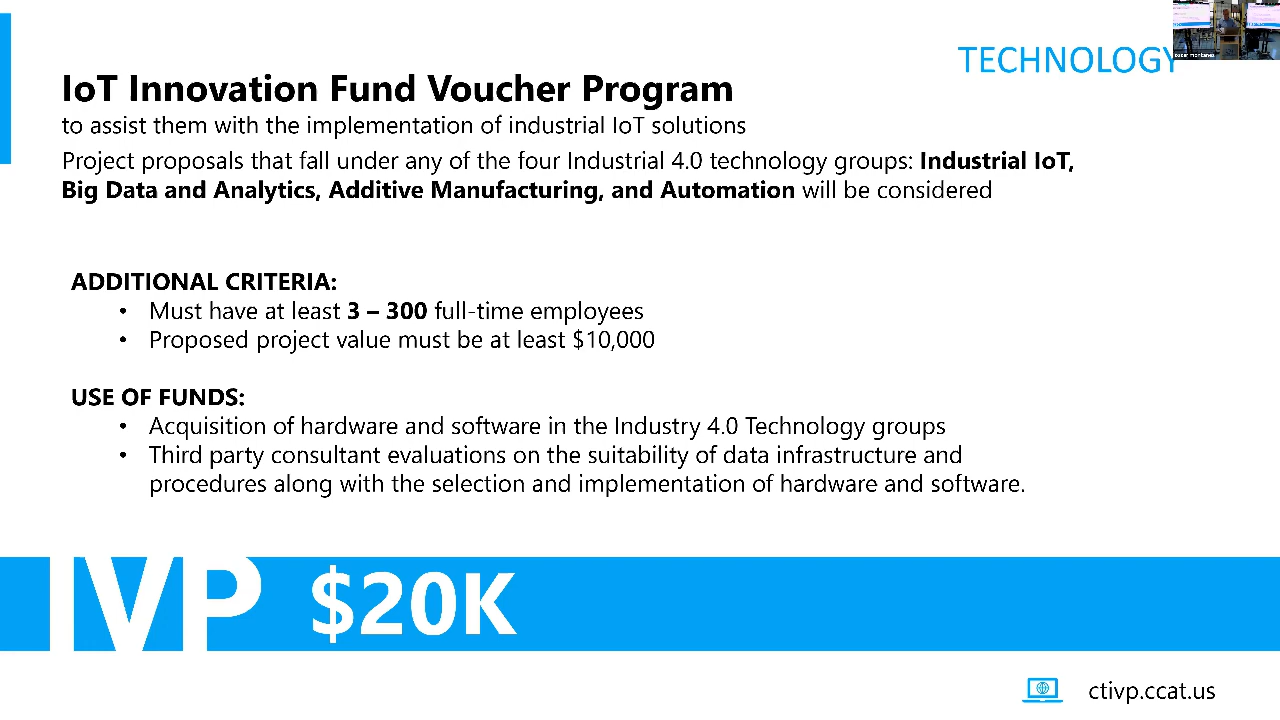 TECHNOLOGY
oscar montanez
IoT Innovation Fund Voucher Program
to assist them with the implementation of industrial IoT solutions
Project proposals that fall under any of the four Industrial 4.0 technology groups: Industrial IoT,
Big Data and Analytics, Additive Manufacturing, and Automation will be considered
ADDITIONAL CRITERIA:
• Must have at least 3 – 300 full-time employees
• Proposed project value must be at least $10,000
USE OF FUNDS:
• Acquisition of hardware and software in the Industry 4.0 Technology groups
• Third party consultant evaluations on the suitability of data infrastructure and
procedures along with the selection and implementation of hardware and software.
IVP $20K
ctivp.ccat.us